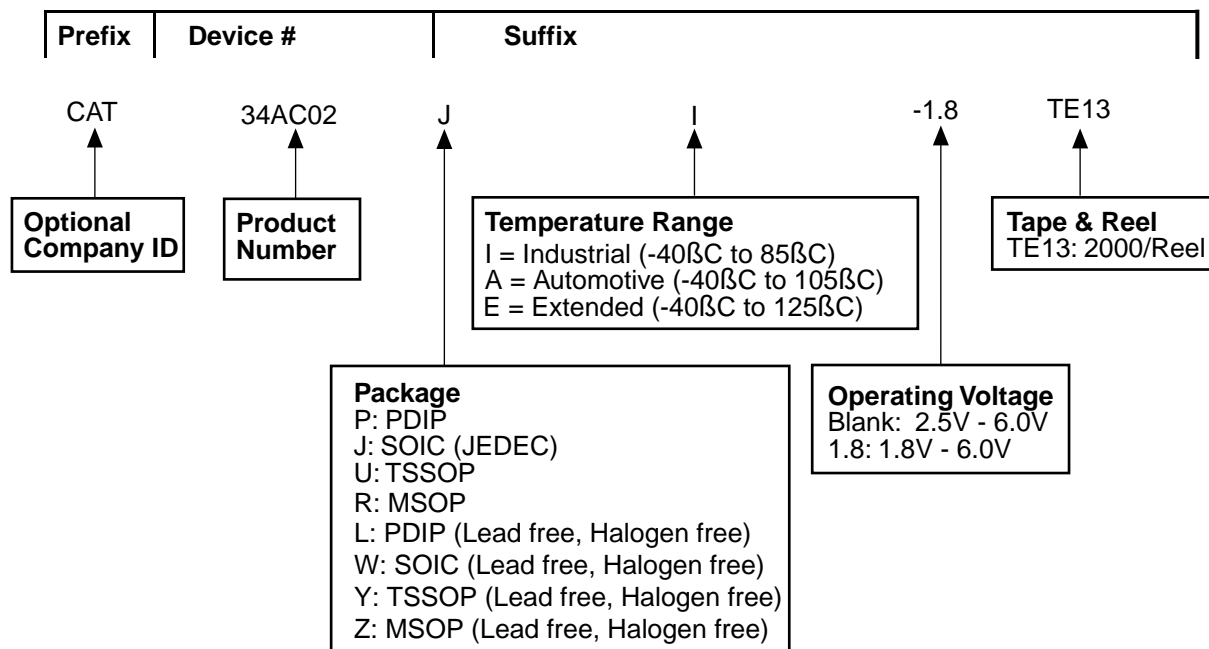 Prefix Device # Suffix
CAT 34AC02 J I -1.8 TE13
Optional
Company ID
Product
Number
Temperature Range
I = Industrial (-40ßC to 85ßC)
A = Automotive (-40ßC to 105ßC)
E = Extended (-40ßC to 125ßC)
Tape & Reel
TE13: 2000/Reel
Package
P: PDIP
J: SOIC (JEDEC)
U: TSSOP
R: MSOP
L: PDIP (Lead free, Halogen free)
W: SOIC (Lead free, Halogen free)
Y: TSSOP (Lead free, Halogen free)
Z: MSOP (Lead free, Halogen free)
Operating Voltage
Blank: 2.5V - 6.0V
1.8: 1.8V - 6.0V